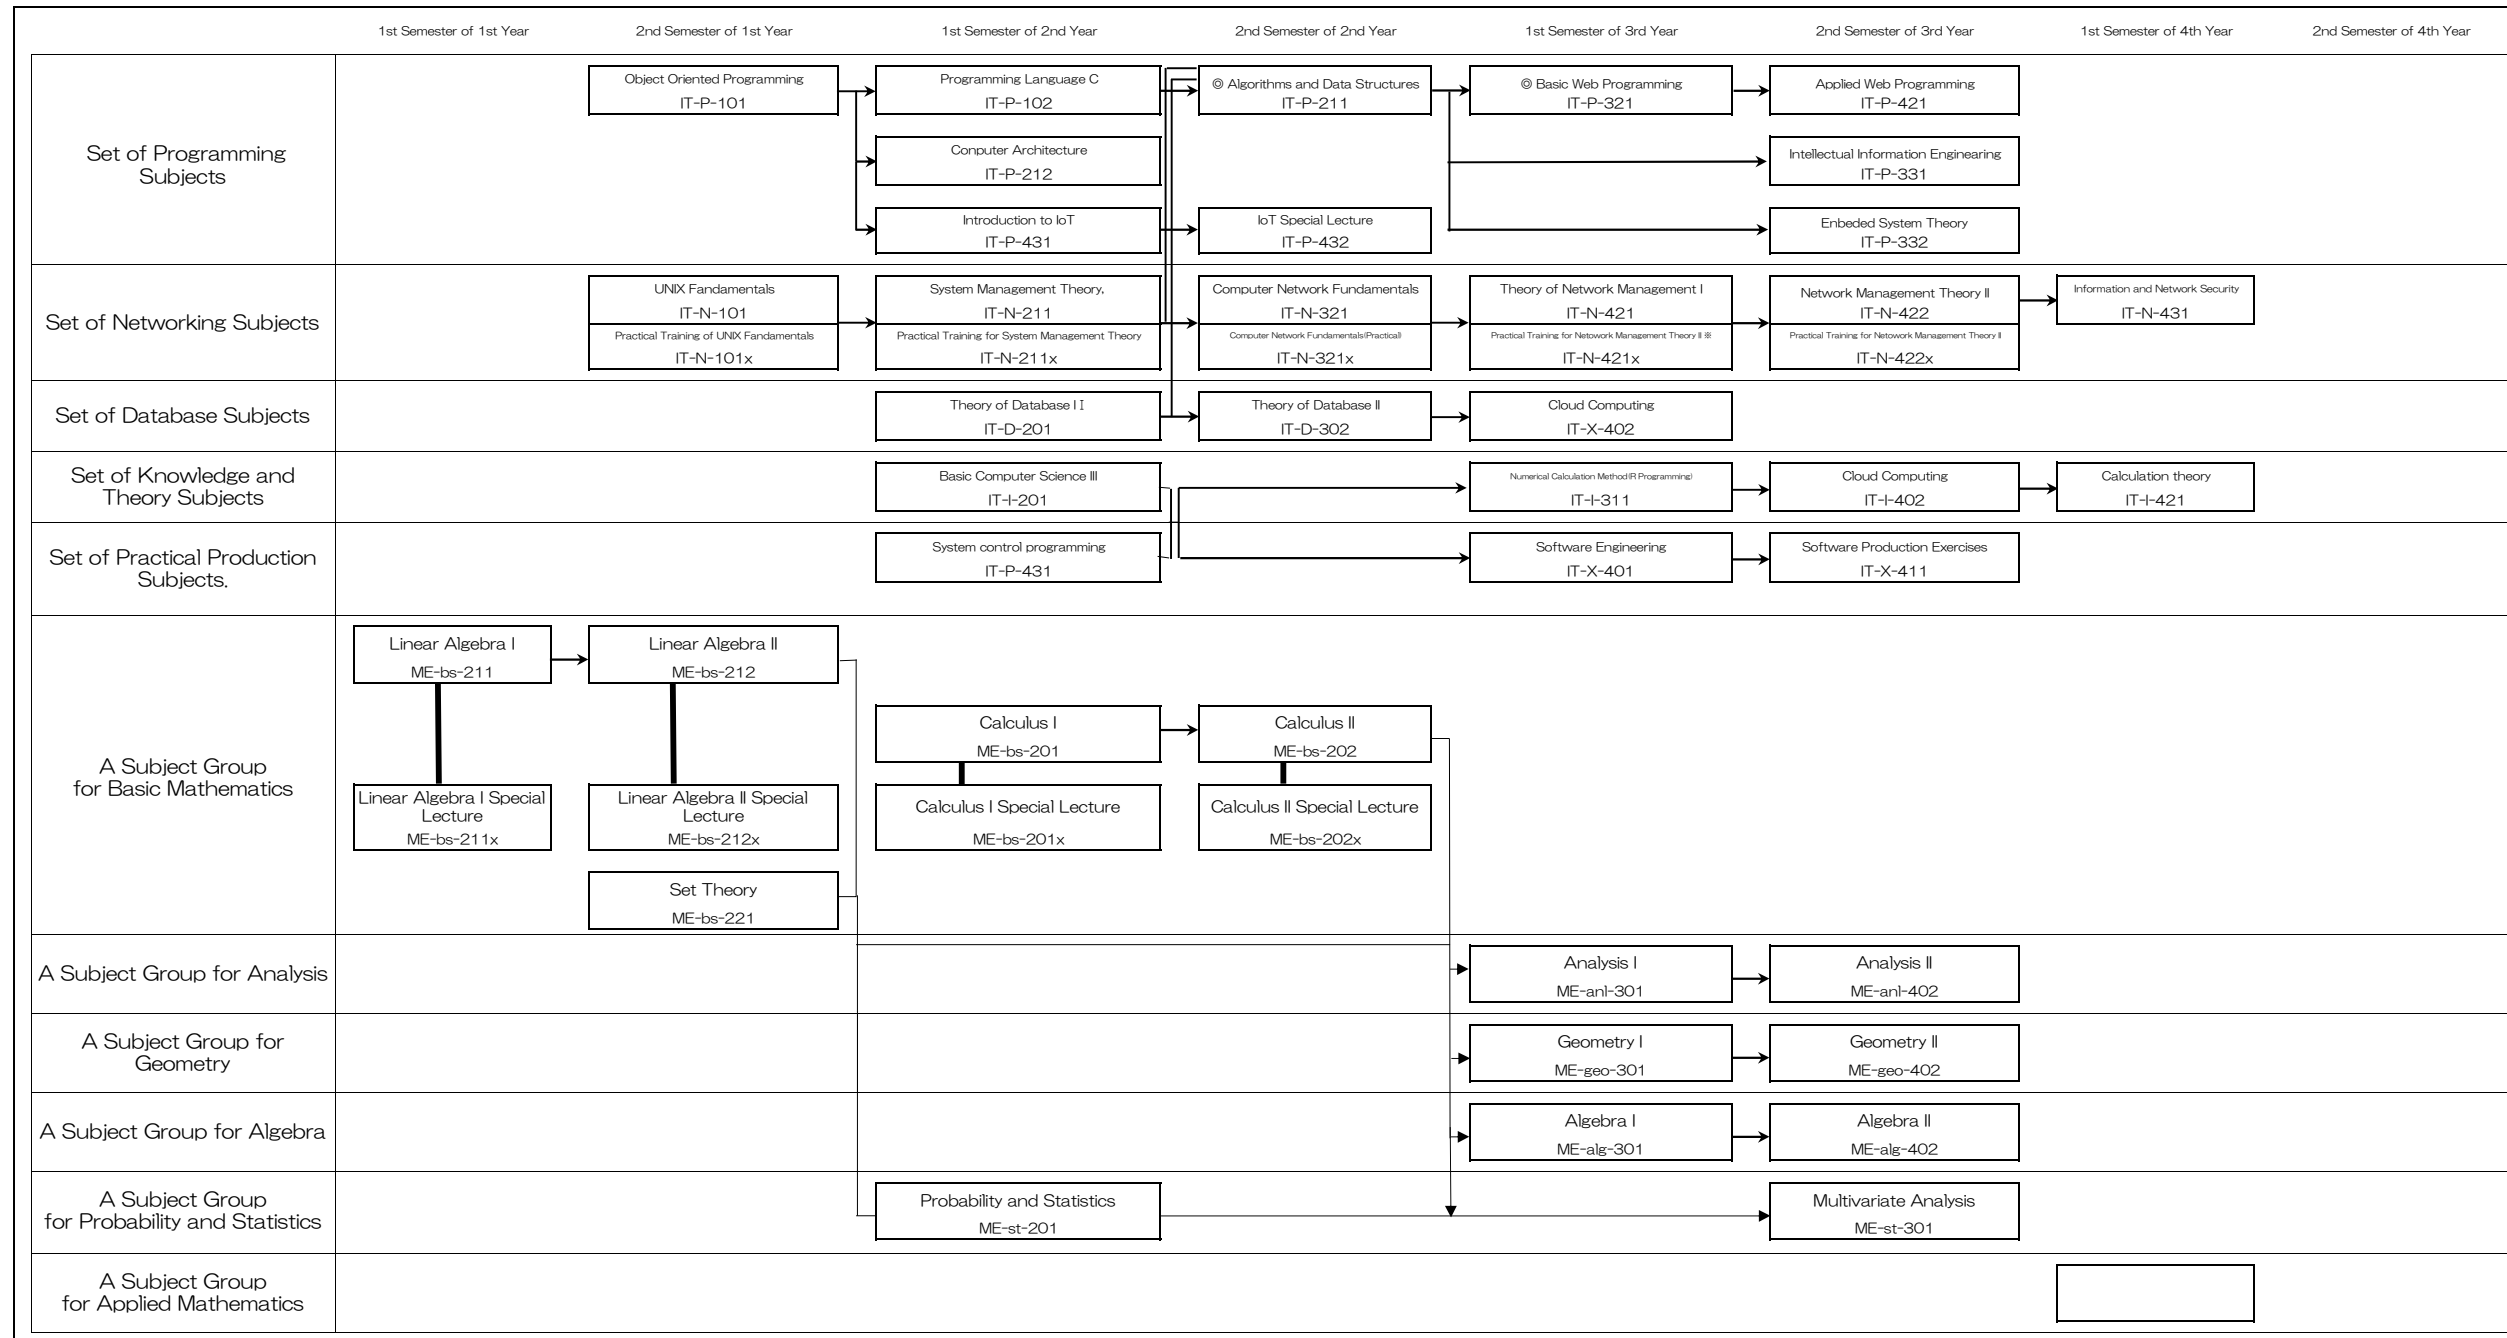 1st Semester of 1st Year
2nd Semester of 1st Year
1st Semester of 2nd Year
2nd Semester of 2nd Year
1st Semester of 3rd Year
2nd Semester of 3rd Year
1st Semester of 4th Year
2nd Semester of 4th Year
Set of Programming
Subjects
Object Oriented Programming
IT-P-101
Programming Language C
IT-P-102
◎ Algorithms and Data Structures
IT-P-211
◎ Basic Web Programming
IT-P-321
Applied Web Programming
IT-P-421
Conputer Architecture
IT-P-212
Intellectual Information Enginearing
IT-P-331
Introduction to IoT
IT-P-431
IoT Special Lecture
IT-P-432
Enbeded System Theory
IT-P-332
Set of Networking Subjects
UNIX Fandamentals
IT-N-101
Practical Training of UNIX Fandamentals
IT-N-101x
System Management Theory,
IT-N-211
Practical Training for System Management Theory
IT-N-211x
Computer Network Fundamentals
IT-N-321
Computer Network Fundamentals(Practical)
IT-N-321x
Theory of Network Management I
IT-N-421
Practical Training for Netowork Management Theory II ※
IT-N-421x
Network Management Theory II
IT-N-422
Practical Training for Netowork Management Theory II
IT-N-422x
Information and Network Security
IT-N-431
Set of Database Subjects
Theory of Database I I
IT-D-201
Theory of Database II
IT-D-302
Cloud Computing
IT-X-402
Set of Knowledge and
Theory Subjects
Basic Computer Science III
IT-I-201
Numerical Calculation Method(R Programming)
IT-I-311
Cloud Computing
IT-I-402
Calculation theory
IT-I-421
Set of Practical Production
Subjects.
System control programming
IT-P-431
Software Engineering
IT-X-401
Software Production Exercises
IT-X-411
A Subject Group
for Basic Mathematics
Linear Algebra I
ME-bs-211
Linear Algebra II
ME-bs-212
Calculus I
ME-bs-201
Calculus II
ME-bs-202
Linear Algebra I Special
Lecture
ME-bs-211x
Linear Algebra II Special
Lecture
ME-bs-212x
Calculus I Special Lecture
ME-bs-201x
Calculus II Special Lecture
ME-bs-202x
Set Theory
ME-bs-221
A Subject Group for Analysis
Analysis I
ME-anl-301
Analysis II
ME-anl-402
A Subject Group for
Geometry
Geometry I
ME-geo-301
Geometry II
ME-geo-402
A Subject Group for Algebra
Algebra I
ME-alg-301
Algebra II
ME-alg-402
A Subject Group
for Probability and Statistics
Probability and Statistics
ME-st-201
Multivariate Analysis
ME-st-301
A Subject Group
for Applied Mathematics